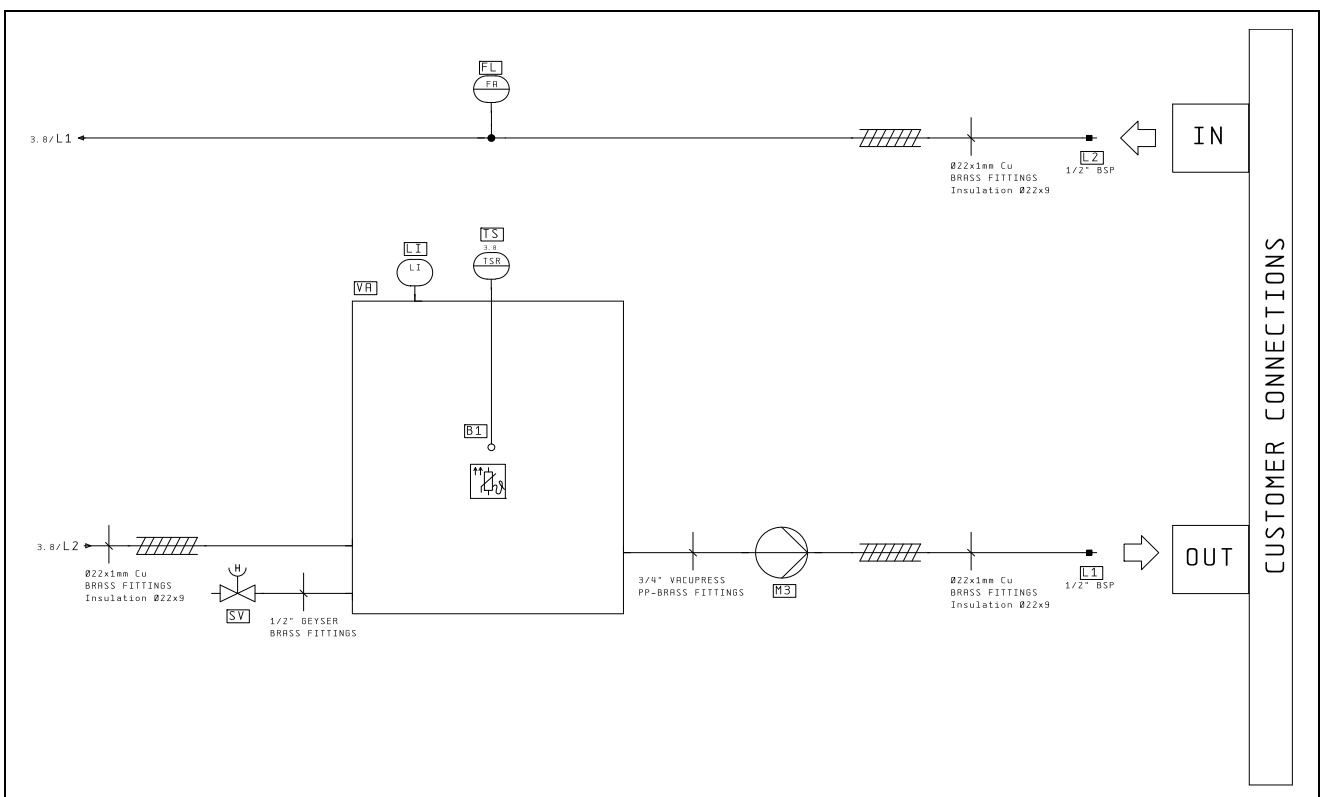 FL
FA
3.8/L1
IN
L2
1/2" BSP
Ø22x1mm Cu
BRASS FITTINGS
Insulation Ø22x9
TS
3.8
TSR
LI
LI
VA
B1
ϑ
CUSTOMER CONNECTIONS
3.8/L2
Ø22x1mm Cu
BRASS FITTINGS
Insulation Ø22x9
H
SV
1/2" GEYSER
BRASS FITTINGS
3/4" VACUPRESS
PP-BRASS FITTINGS
M3
Ø22x1mm Cu
BRASS FITTINGS
Insulation Ø22x9
L1
1/2" BSP
OUT